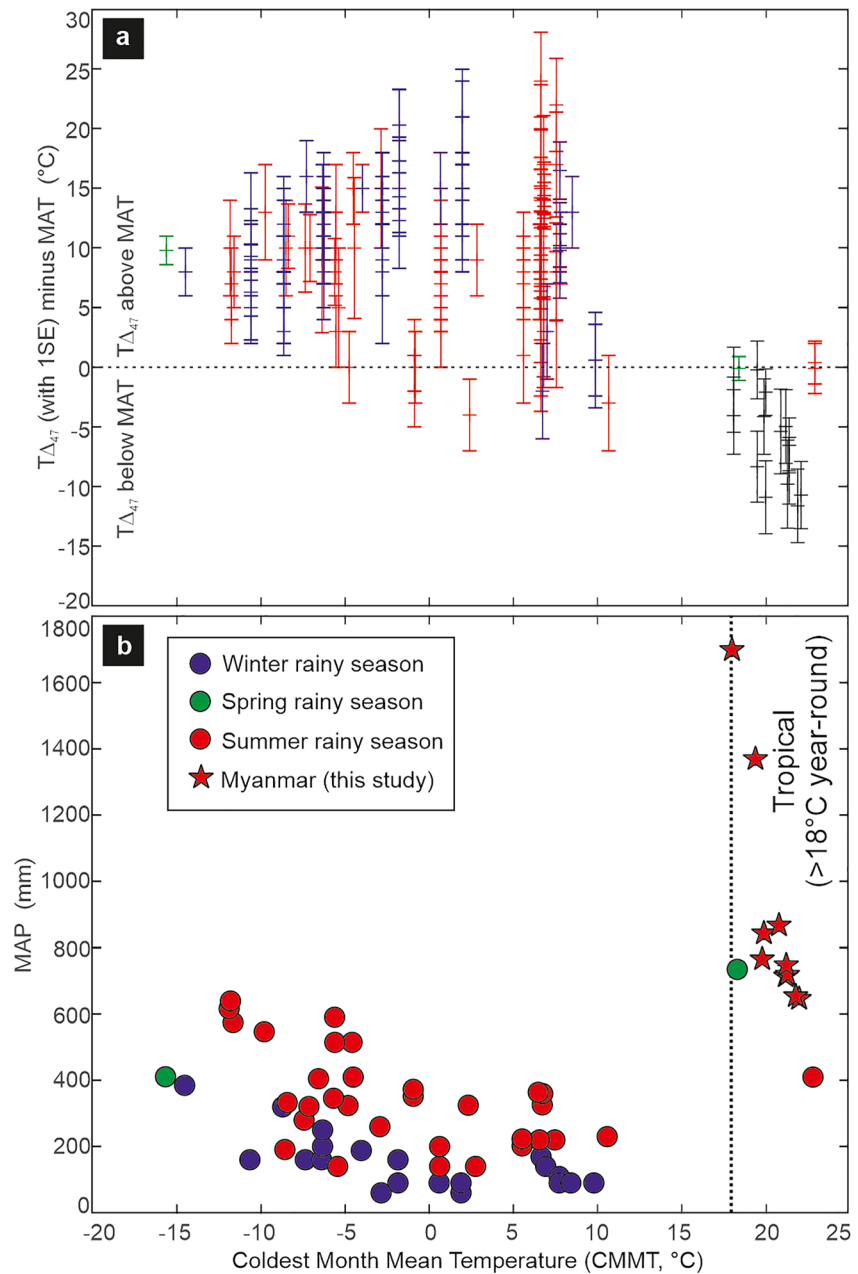 a
30
25
20
15
10
5
0
-5
-10
-15
-20
TΔ47 (with 1SE) minus MAT (°C)
TΔ47 below MAT TΔ47 above MAT
b
1800
1600
1400
1200
1000
800
600
400
200
0
MAP (mm)
Winter rainy season
Spring rainy season
Summer rainy season
Myanmar (this study)
Tropical
(>18°C year-round)
-20 -15 -10 -5 0 5 10 15 20 25
Coldest Month Mean Temperature (CMMT, °C)